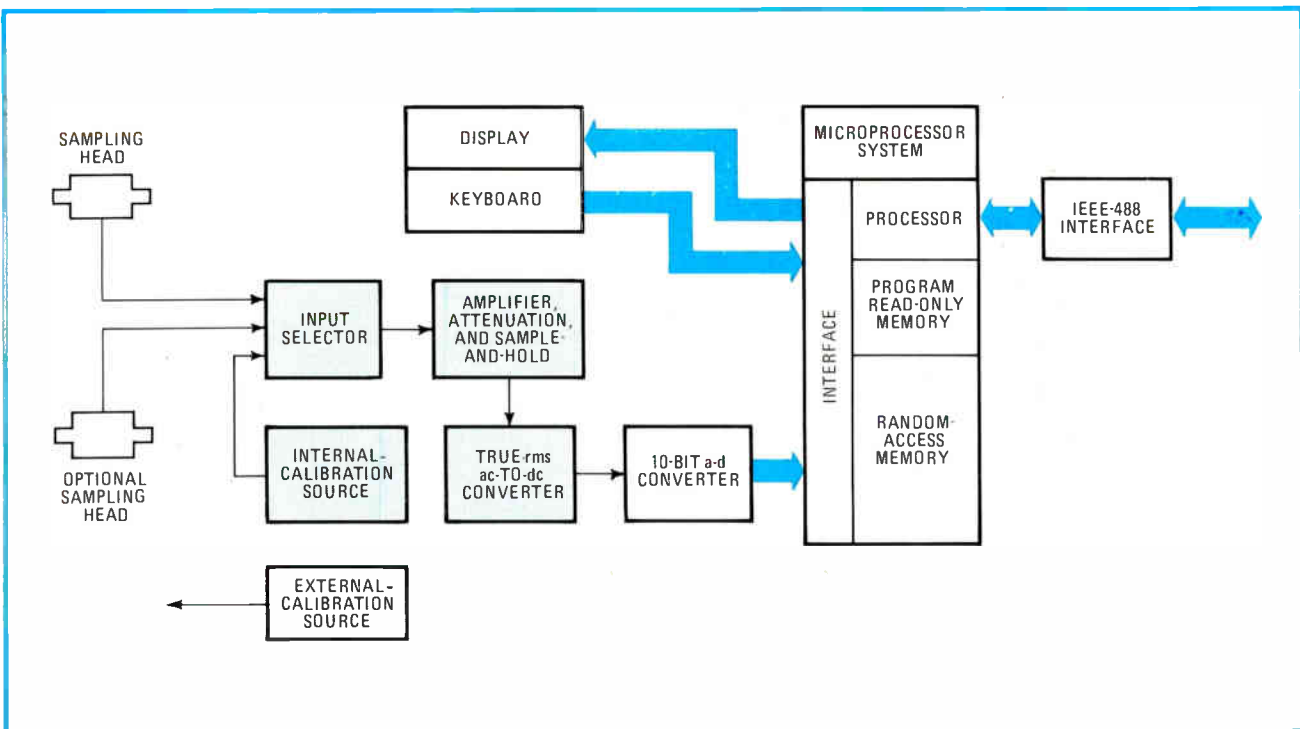 SAMPLING
HEAD
DISPLAY
KEYBOARD
MICROPROCESSOR
SYSTEM
INTERFACE
PROCESSOR
PROGRAM
READ-ONLY
MEMORY
RANDOM-
ACCESS
MEMORY
IEEE-488
INTERFACE
INPUT
SELECTOR
AMPLIFIER,
ATTENUATION,
AND SAMPLE-
AND-HOLD
OPTIONAL
SAMPLING
HEAD
INTERNAL-
CALIBRATION
SOURCE
TRUE-rms
ac-TO-dc
CONVERTER
10-BIT a-d
CONVERTER
EXTERNAL-
CALIBRATION
SOURCE